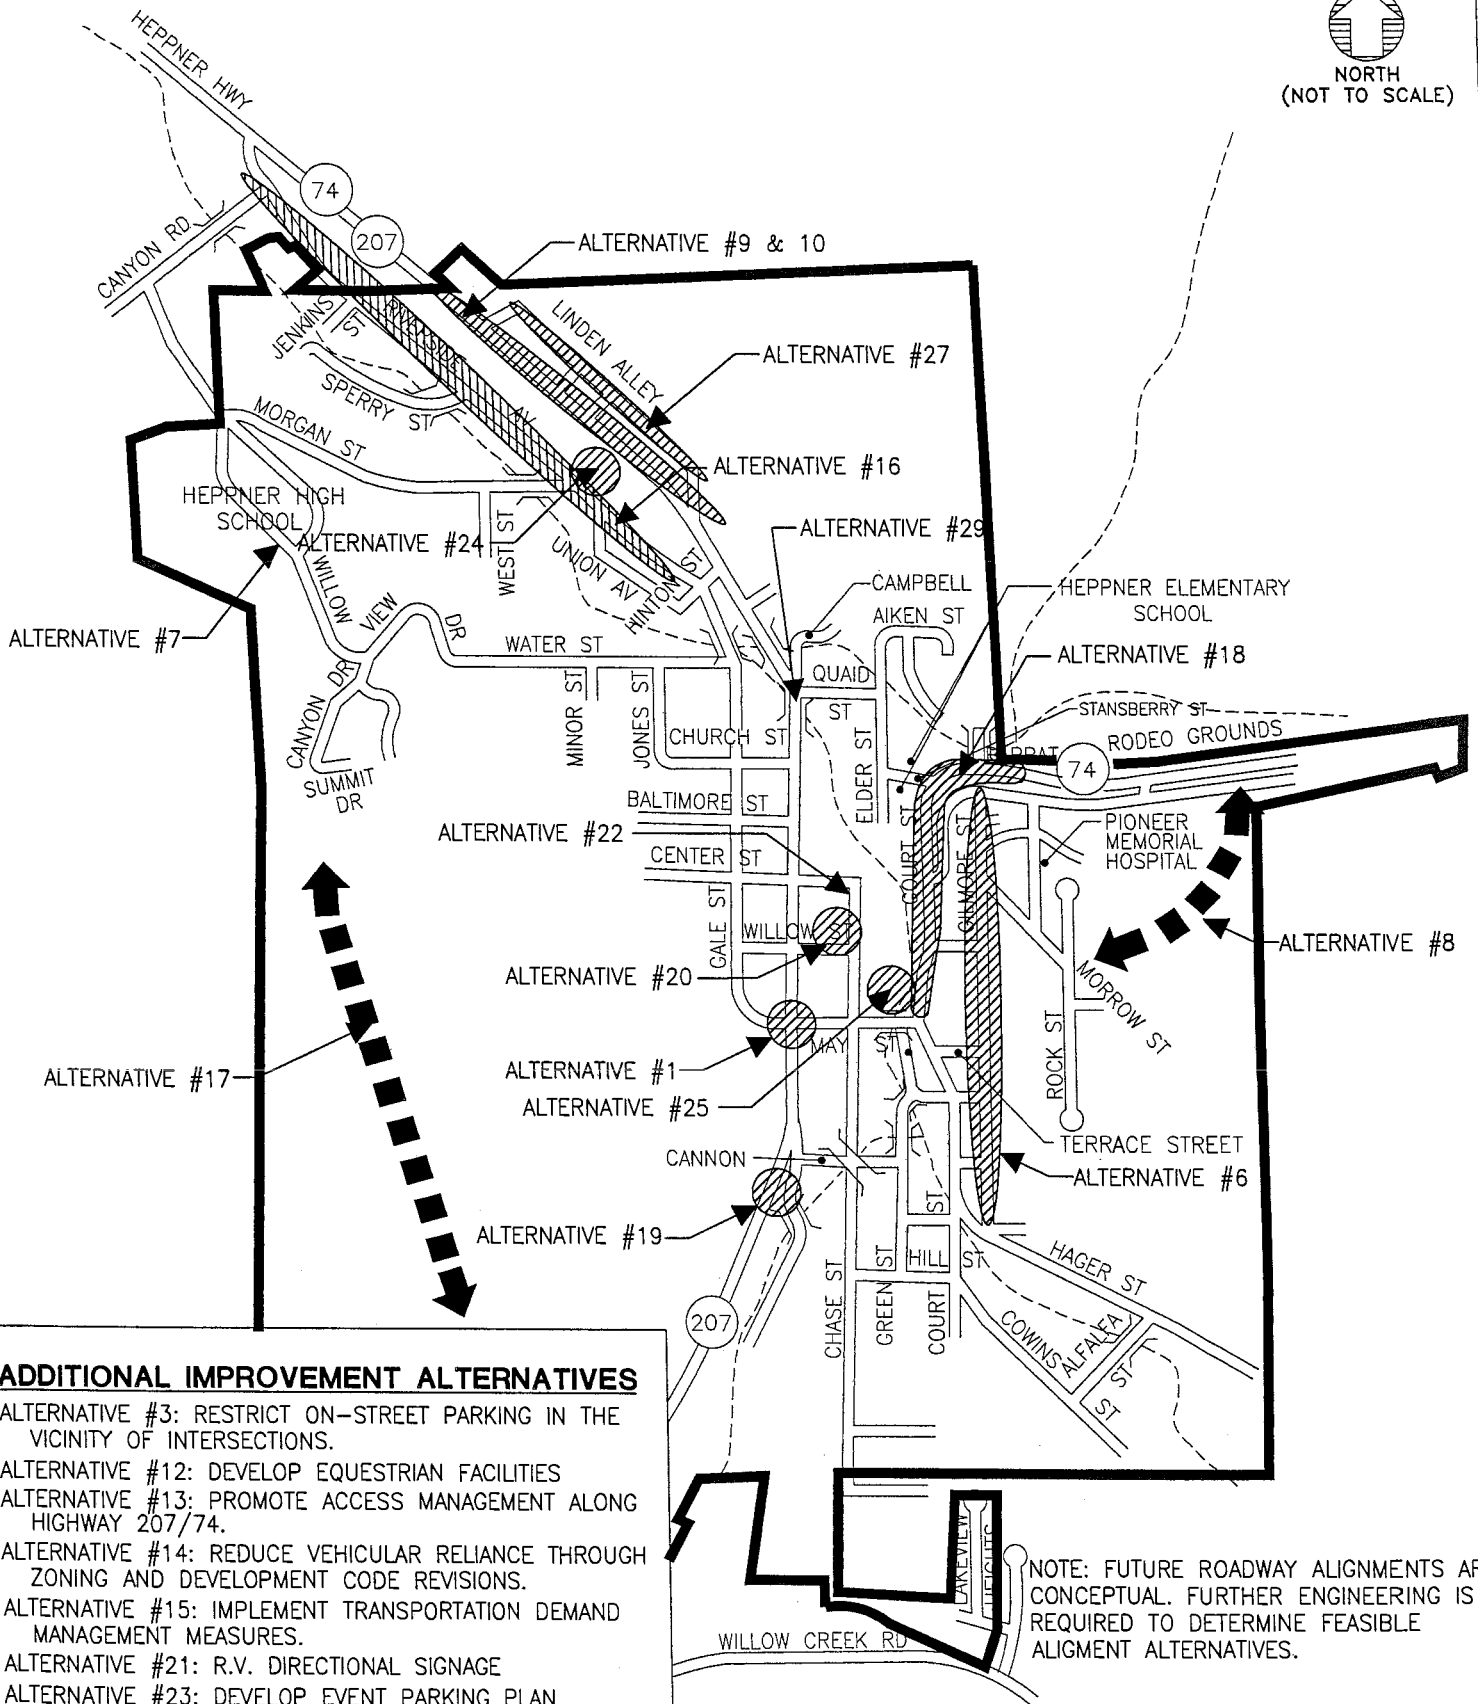 NORTH
(NOT TO SCALE)
HEPPNER HWY
74
207
CANYON RD
ALTERNATIVE #9 & 10
LINDEN ALLEY
JENKINS
ST
AV
ALTERNATIVE #27
SPERRY ST
MORGAN ST
ALTERNATIVE #16
HEPPNER HIGH
SCHOOL
ALTERNATIVE #24
WEST ST
UNION AV
HINTON ST
ALTERNATIVE #29
CAMPBELL
AIKEN ST
HEPPNER ELEMENTARY
SCHOOL
ALTERNATIVE #7
WILLOW
VIEW
DR
WATER ST
ALTERNATIVE #18
CANYON DR
MINOR ST
JONES ST
QUAID
ST
STANSBERRY ST
SUMMIT
DR
CHURCH ST
ELDER ST
74
RODEO GROUNDS
BALTIMORE ST
ALTERNATIVE #22
CENTER ST
COURT ST
GILMORE ST
PIONEER
MEMORIAL
HOSPITAL
GALE ST
WILLOW ST
ALTERNATIVE #8
ALTERNATIVE #20
MORROW ST
ROCK ST
ALTERNATIVE #17
MAY ST
ALTERNATIVE #1
ALTERNATIVE #25
CANNON
TERRACE STREET
ALTERNATIVE #6
ALTERNATIVE #19
CHASE ST
GREEN ST
COURT ST
HILL ST
HAGER ST
207
COWINS
ST
ALFALFA
ST
ADDITIONAL IMPROVEMENT ALTERNATIVES
ALTERNATIVE #3: RESTRICT ON-STREET PARKING IN THE
VICINITY OF INTERSECTIONS.
ALTERNATIVE #12: DEVELOP EQUESTRIAN FACILITIES
ALTERNATIVE #13: PROMOTE ACCESS MANAGEMENT ALONG
HIGHWAY 207/74.
ALTERNATIVE #14: REDUCE VEHICULAR RELIANCE THROUGH
ZONING AND DEVELOPMENT CODE REVISIONS.
ALTERNATIVE #15: IMPLEMENT TRANSPORTATION DEMAND
MANAGEMENT MEASURES.
ALTERNATIVE #21: R.V. DIRECTIONAL SIGNAGE
ALTERNATIVE #23: DEVELOP EVENT PARKING PLAN
LAKEVIEW
HEIGHTS
WILLOW CREEK RD
NOTE: FUTURE ROADWAY ALIGNMENTS AR
CONCEPTUAL. FURTHER ENGINEERING IS
REQUIRED TO DETERMINE FEASIBLE
ALIGMENT ALTERNATIVES.